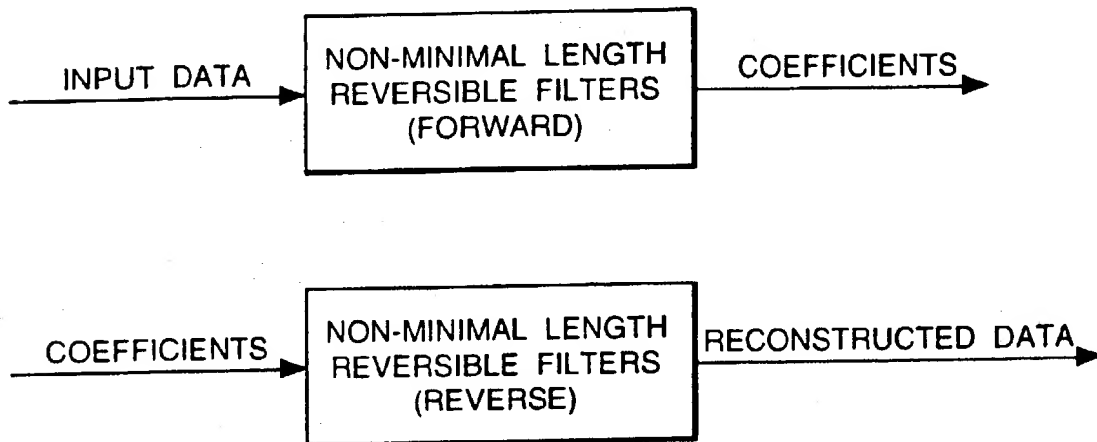 INPUT DATA
NON-MINIMAL LENGTH
REVERSIBLE FILTERS
(FORWARD)
COEFFICIENTS
COEFFICIENTS
NON-MINIMAL LENGTH
REVERSIBLE FILTERS
(REVERSE)
RECONSTRUCTED DATA